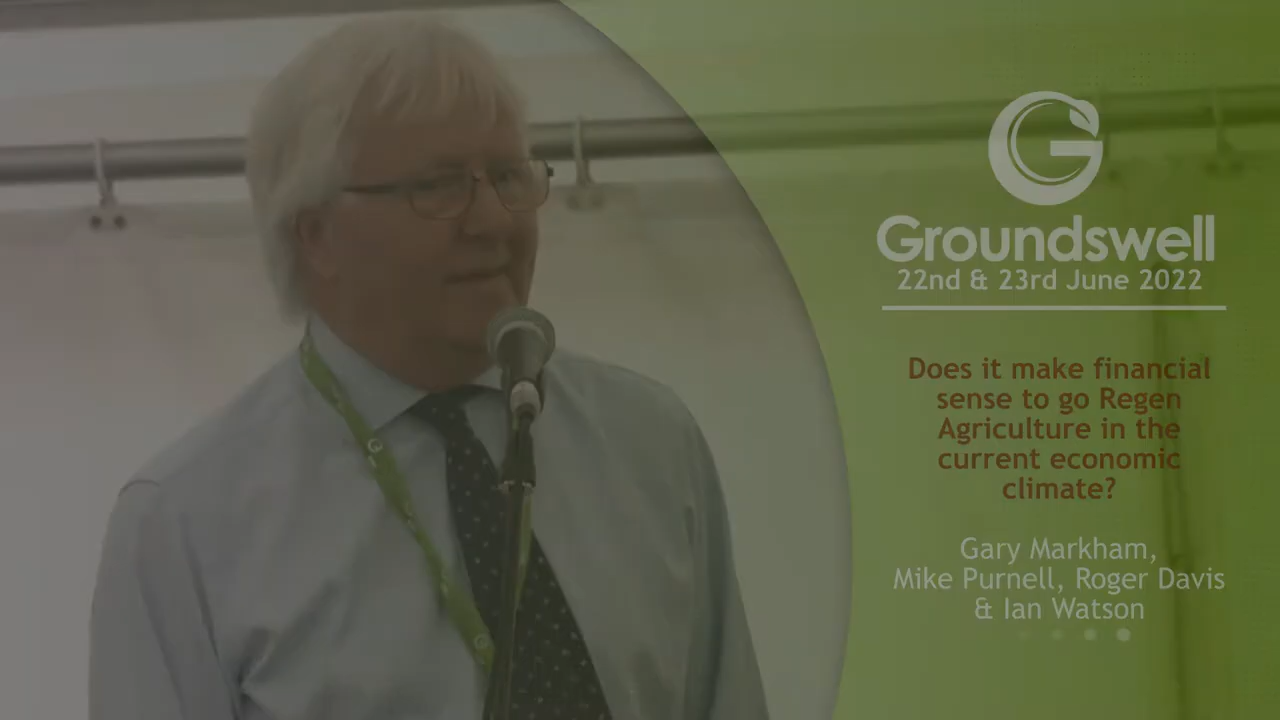 Groundswell
22nd & 23rd June 2022
Does it make financial
sense to go Regen
Agriculture in the
current economic
climate?
Gary Markham,
Mike Purnell, Roger Davis
& Ian Watson